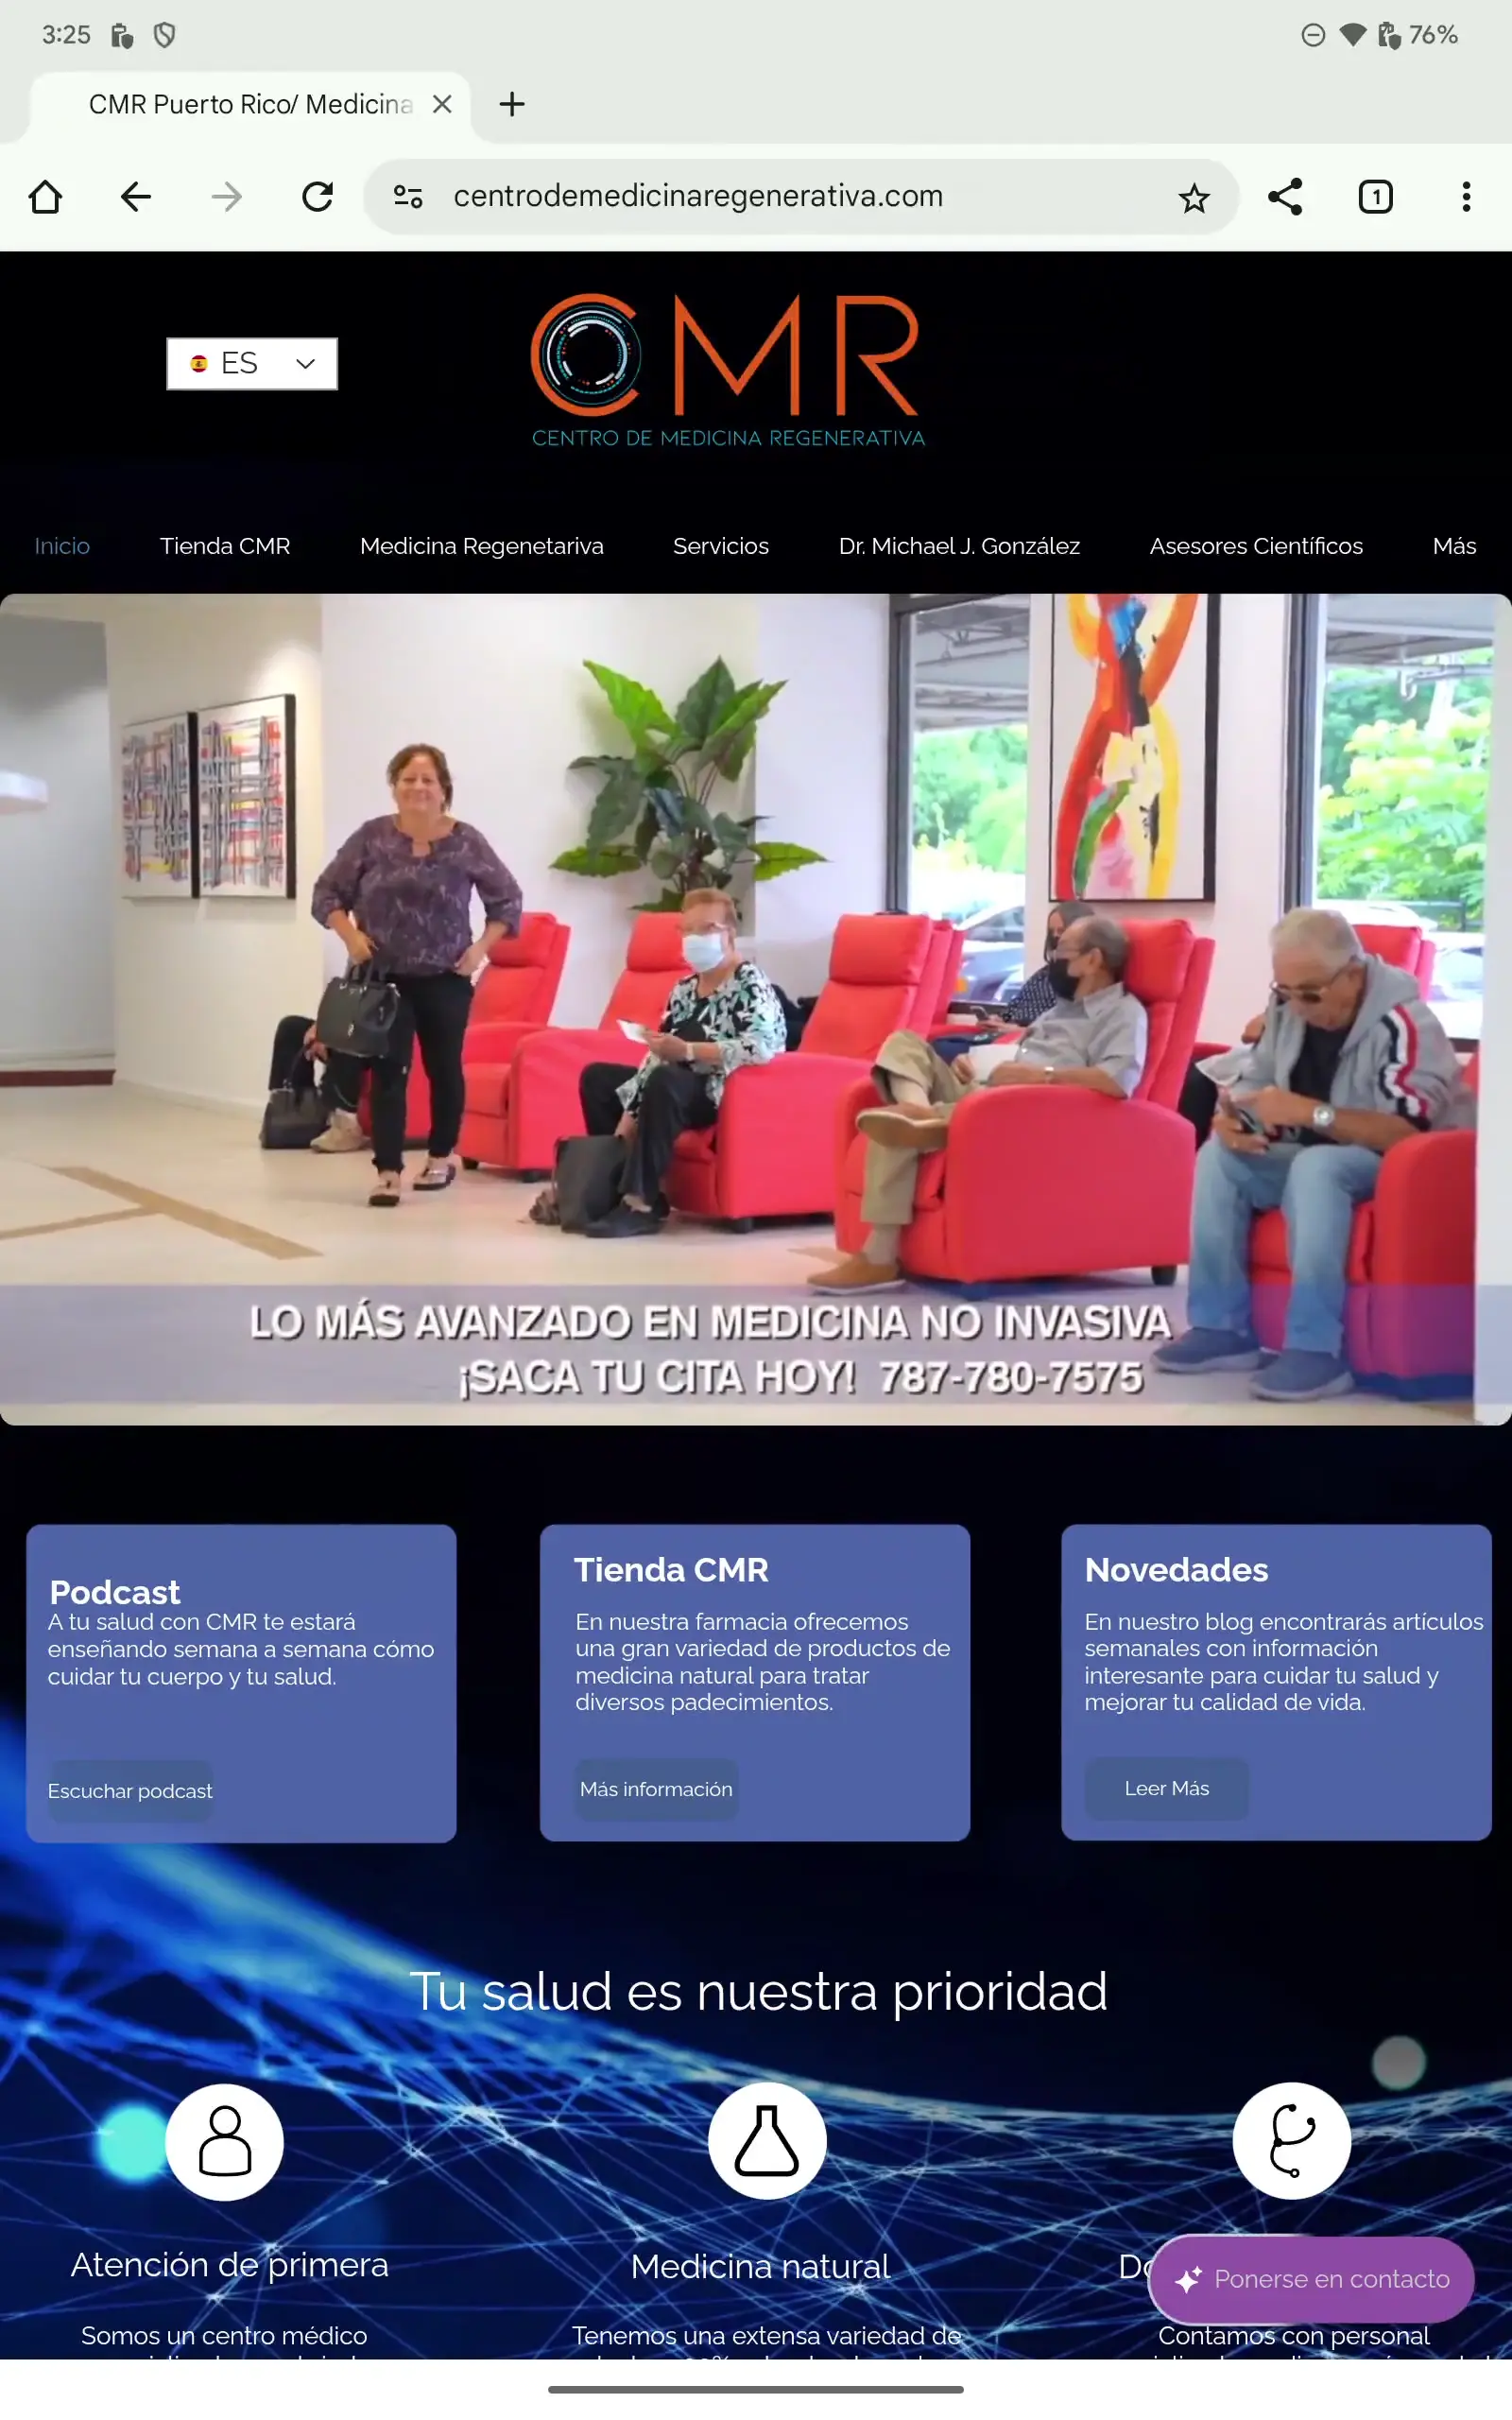 3:25
76%
CMR Puerto Rico/ Medicina
centrodemedicinaregenerativa.com
1
ES
CMR
CENTRO DE MEDICINA REGENERATIVA
Inicio Tienda CMR Medicina Regenetariva Servicios Dr. Michael J. González Asesores Científicos Más
LO MÁS AVANZADO EN MEDICINA NO INVASIVA
¡SACA TU CITA HOY! 787-780-7575
Podcast
A tu salud con CMR te estará
enseñando semana a semana cómo
cuidar tu cuerpo y tu salud.
Escuchar podcast
Tienda CMR
En nuestra farmacia ofrecemos
una gran variedad de productos de
medicina natural para tratar
diversos padecimientos.
Más información
Novedades
En nuestro blog encontrarás artículos
semanales con información
interesante para cuidar tu salud y
mejorar tu calidad de vida.
Leer Más
Tu salud es nuestra prioridad
Atención de primera
Somos un centro médico
Medicina natural
Tenemos una extensa variedad de
Ponerse en contacto
Contamos con personal